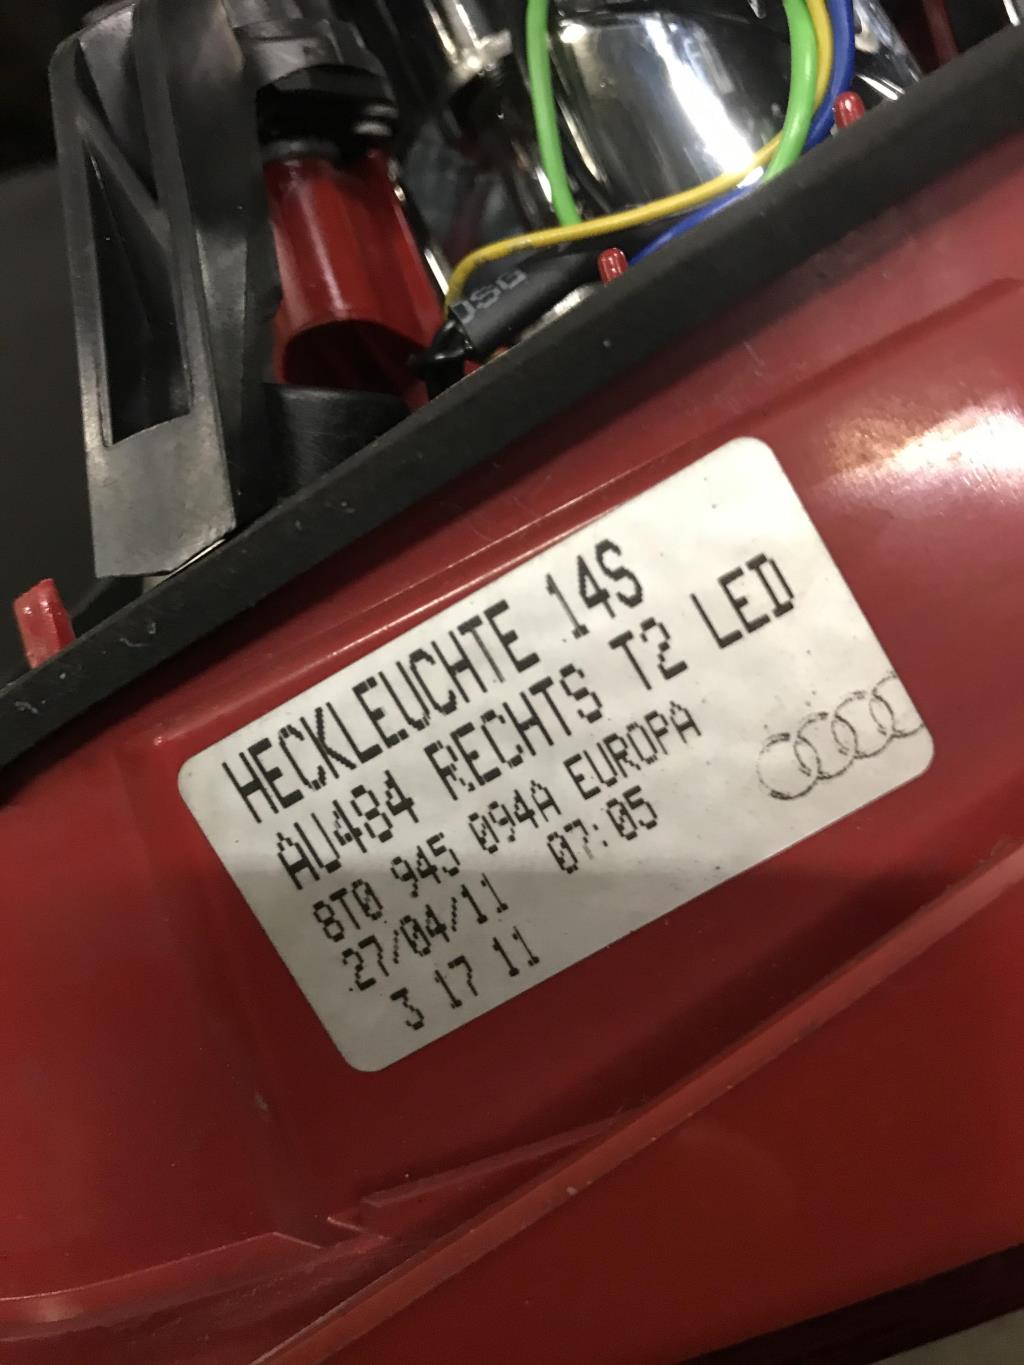 HECKLEUCHTE 14S
AU484 RECHTS T2 LED
8T0 945 094A EUROPA
27/04/11 07:05
3 17 11